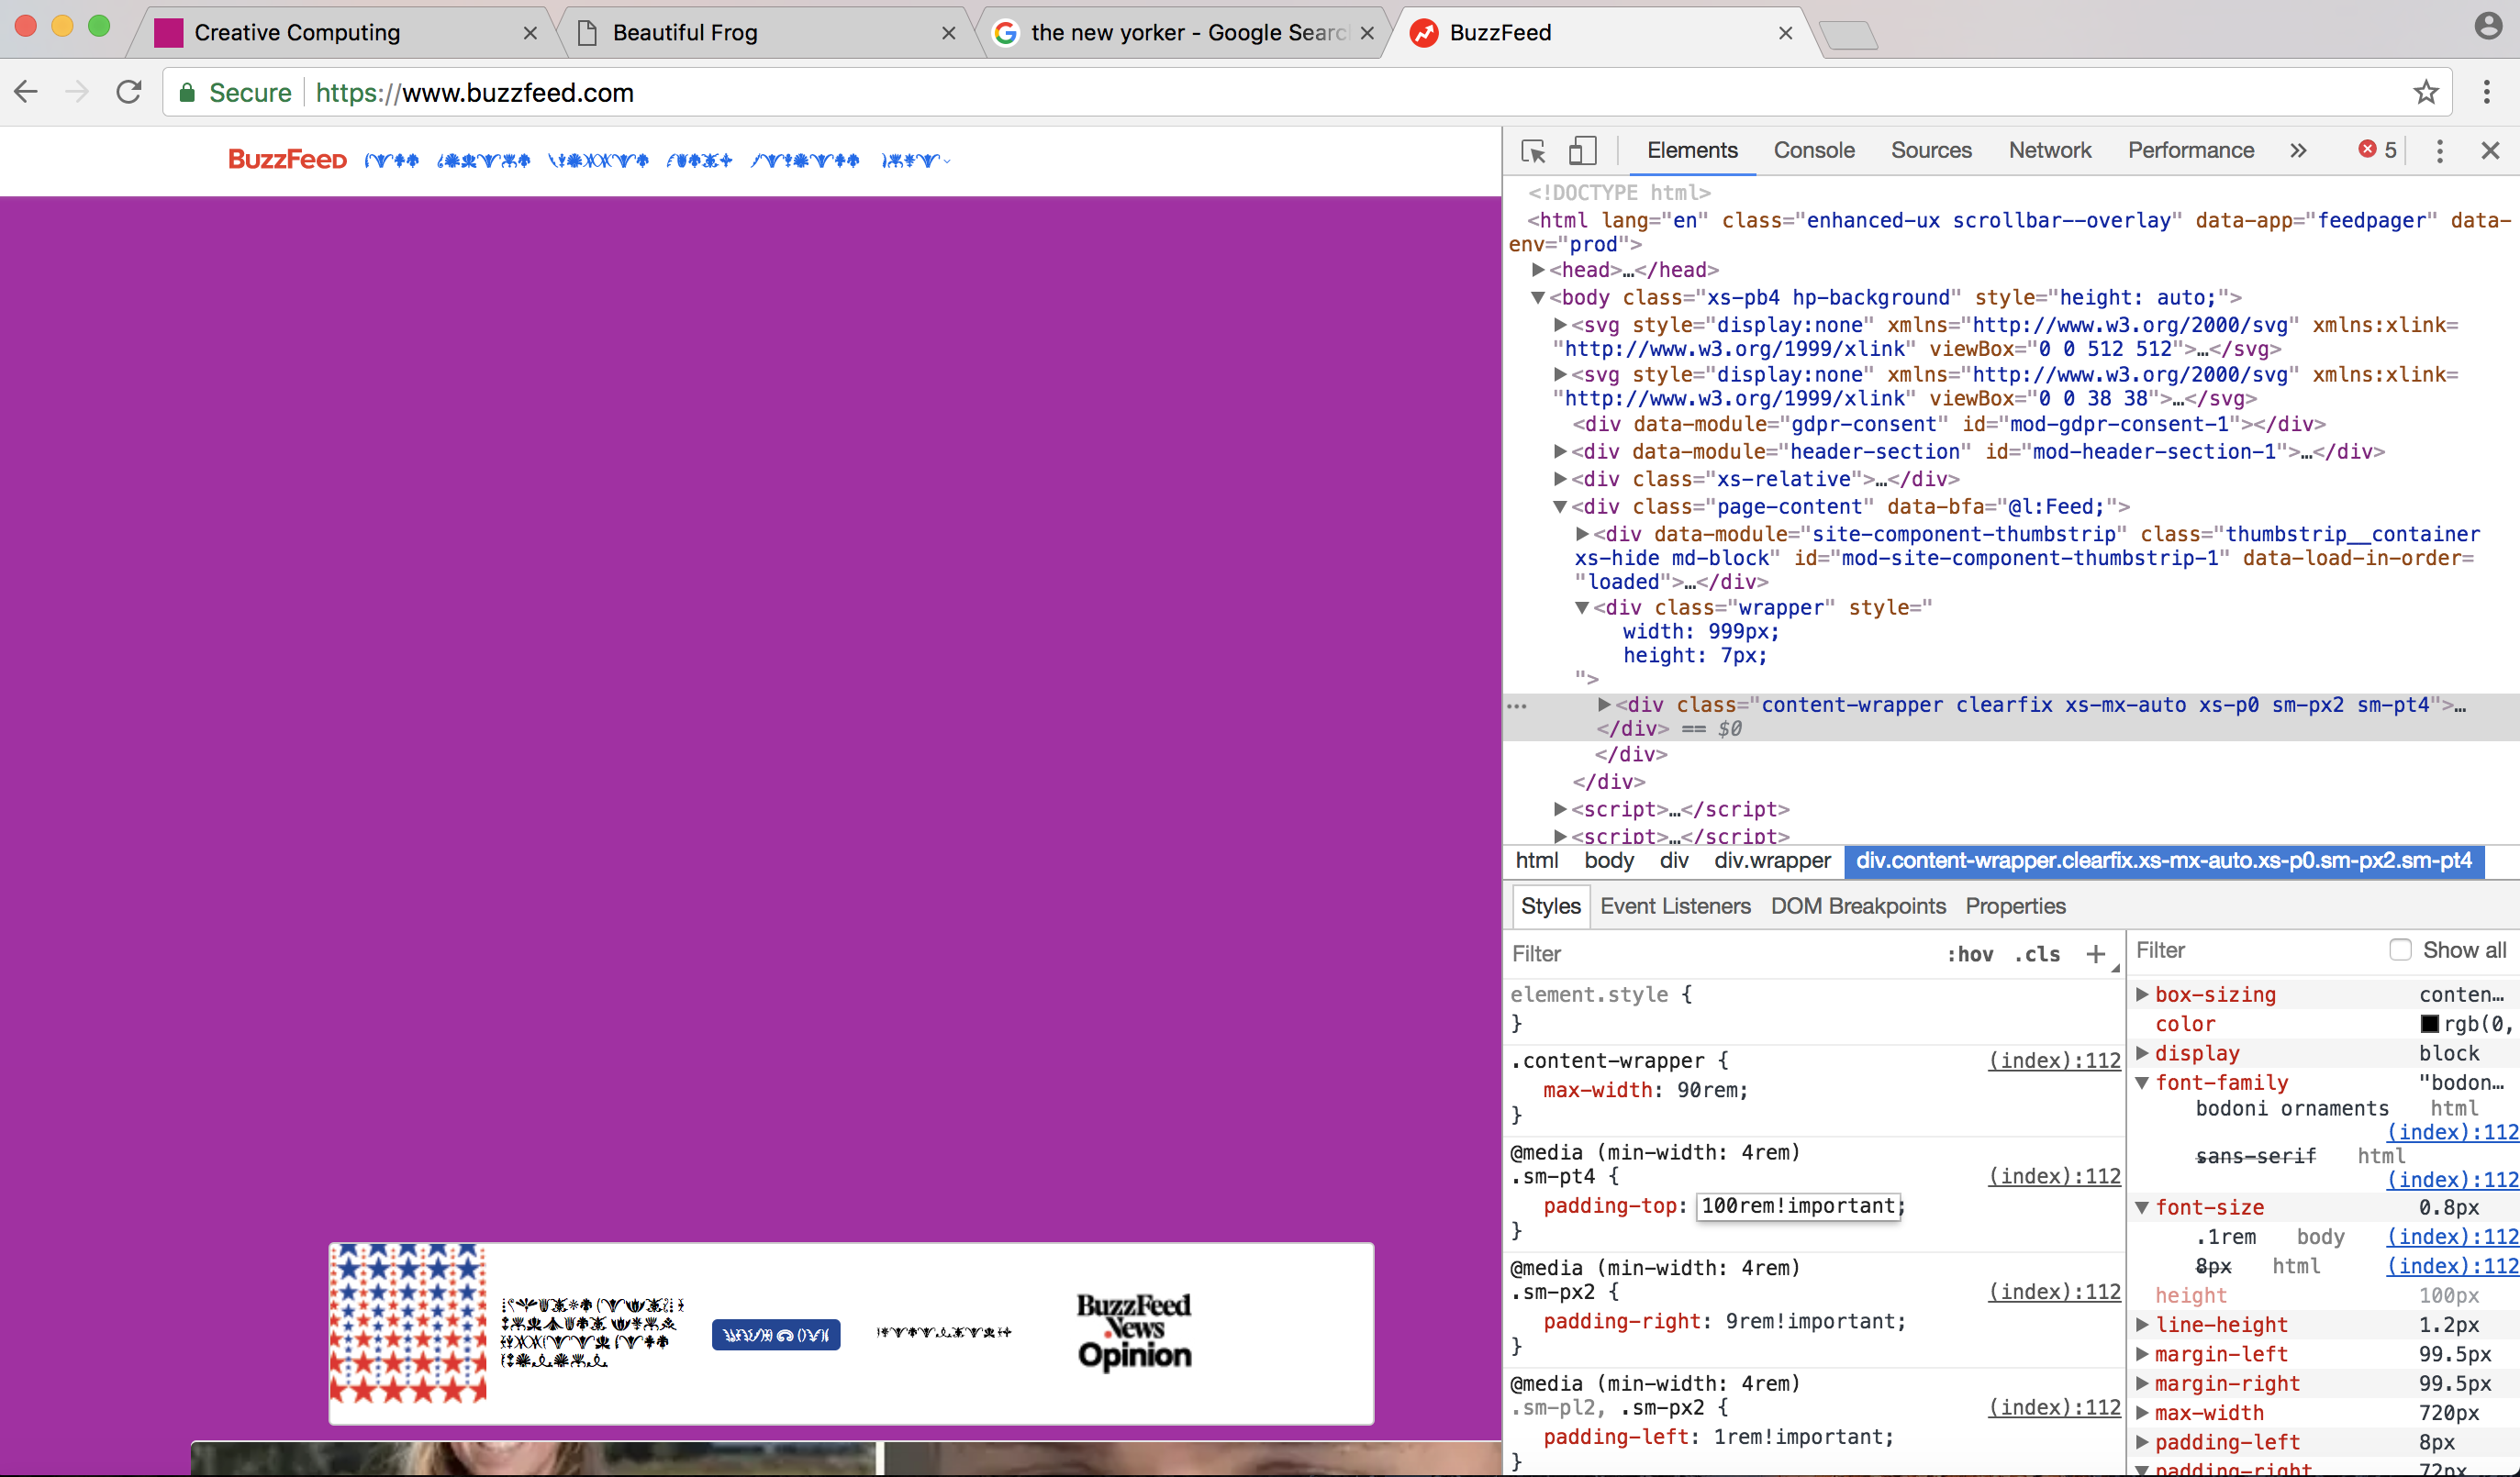 Creative Computing
Beautiful Frog
the new yorker - Google Searc
BuzzFeed
Secure https://www.buzzfeed.com
BuzzFeed
Elements Console Sources Network Performance » 5
<!DOCTYPE html>
<html lang="en" class="enhanced-ux scrollbar--overlay" data-app="feedpager" data-
env="prod">
<head>…</head>
<body class="xs-pb4 hp-background" style="height: auto;">
<svg style="display:none" xmlns="http://www.w3.org/2000/svg" xmlns:xlink=
"http://www.w3.org/1999/xlink" viewBox="0 0 512 512">…</svg>
<svg style="display:none" xmlns="http://www.w3.org/2000/svg" xmlns:xlink=
"http://www.w3.org/1999/xlink" viewBox="0 0 38 38">…</svg>
<div data-module="gdpr-consent" id="mod-gdpr-consent-1"></div>
<div data-module="header-section" id="mod-header-section-1">…</div>
<div class="xs-relative">…</div>
<div class="page-content" data-bfa="@l:Feed;">
<div data-module="site-component-thumbstrip" class="thumbstrip__container
xs-hide md-block" id="mod-site-component-thumbstrip-1" data-load-in-order=
"loaded">…</div>
<div class="wrapper" style="
width: 999px;
height: 7px;
">
<div class="content-wrapper clearfix xs-mx-auto xs-p0 sm-px2 sm-pt4">…
</div> == $0
</div>
</div>
<script>…</script>
<script>…</script>
html body div div.wrapper div.content-wrapper.clearfix.xs-mx-auto.xs-p0.sm-px2.sm-pt4
Styles Event Listeners DOM Breakpoints Properties
Filter :hov .cls +
element.style {
}
.content-wrapper { (index):112
max-width: 90rem;
}
@media (min-width: 4rem)
.sm-pt4 { (index):112
padding-top: 100rem!important;
}
@media (min-width: 4rem)
.sm-px2 { (index):112
padding-right: 9rem!important;
}
@media (min-width: 4rem)
.sm-pl2, .sm-px2 { (index):112
padding-left: 1rem!important;
}
Filter Show all
box-sizing conten…
color rgb(0,
display block
font-family "bodon…
bodoni ornaments html
(index):112
sans-serif html
(index):112
font-size 0.8px
.1rem body (index):112
8px html (index):112
height 100px
line-height 1.2px
margin-left 99.5px
margin-right 99.5px
max-width 720px
padding-left 8px
padding-right 72px
BuzzFeed
News
Opinion